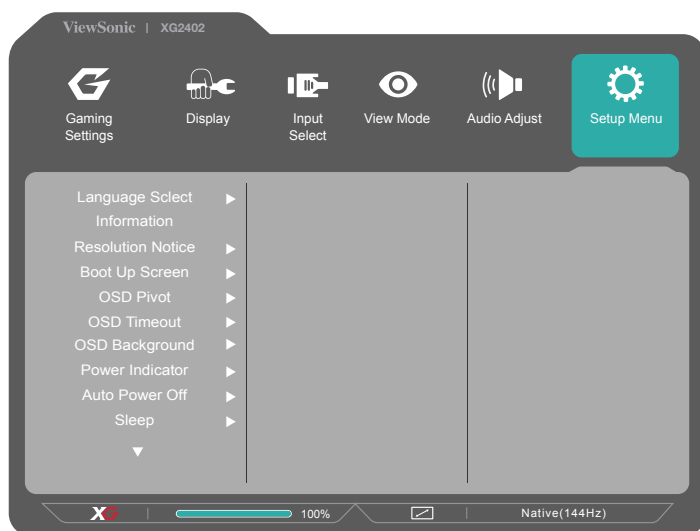 ViewSonic | XG2402
Gaming
Settings
Display
Input
Select
View Mode
Audio Adjust
Setup Menu
Language Sclect
Information
Resolution Notice
Boot Up Screen
OSD Pivot
OSD Timeout
OSD Background
Power Indicator
Auto Power Off
Sleep
XG | 100% | Native(144Hz)